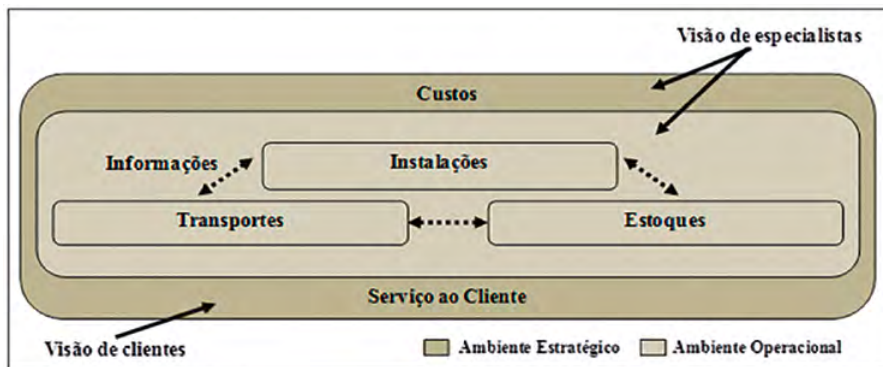 Visão de especialistas
Custos
Informações
Instalações
Transportes
Estoques
Serviço ao Cliente
Visão de clientes
Ambiente Estratégico
Ambiente Operacional